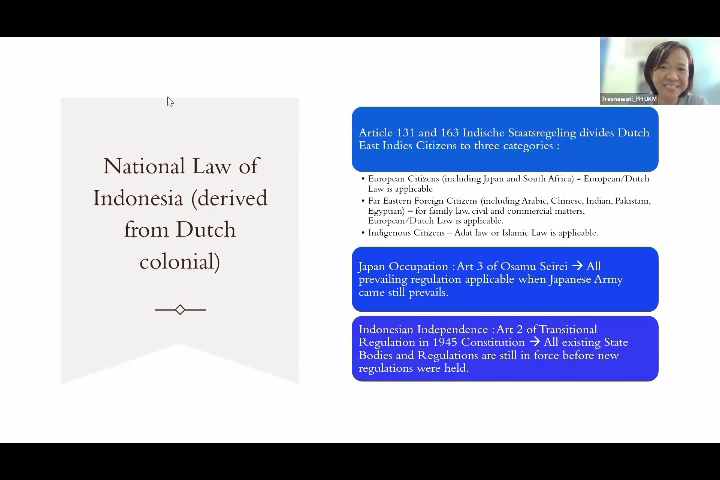 Trisnawati_FH UKM
National Law of
Indonesia (derived
from Dutch
colonial)
Article 131 and 163 Indische Staatsregeling divides Dutch
East Indies Citizens to three categories :
• European Citizens (including Japan and South Africa) – European/Dutch
Law is applicable
• Far Eastern Foreign Citizens (including Arabic, Chinese, Indian, Pakistani,
Egyptian) – for family law, civil and commercial matters,
European/Dutch Law is applicable.
• Indigenous Citizens – Adat law or Islamic Law is applicable.
Japan Occupation : Art 3 of Osamu Seirei → All
prevailing regulation applicable when Japanese Army
came still prevails.
Indonesian Independence : Art 2 of Transitional
Regulation in 1945 Constitution → All existing State
Bodies and Regulations are still in force before new
regulations were held.